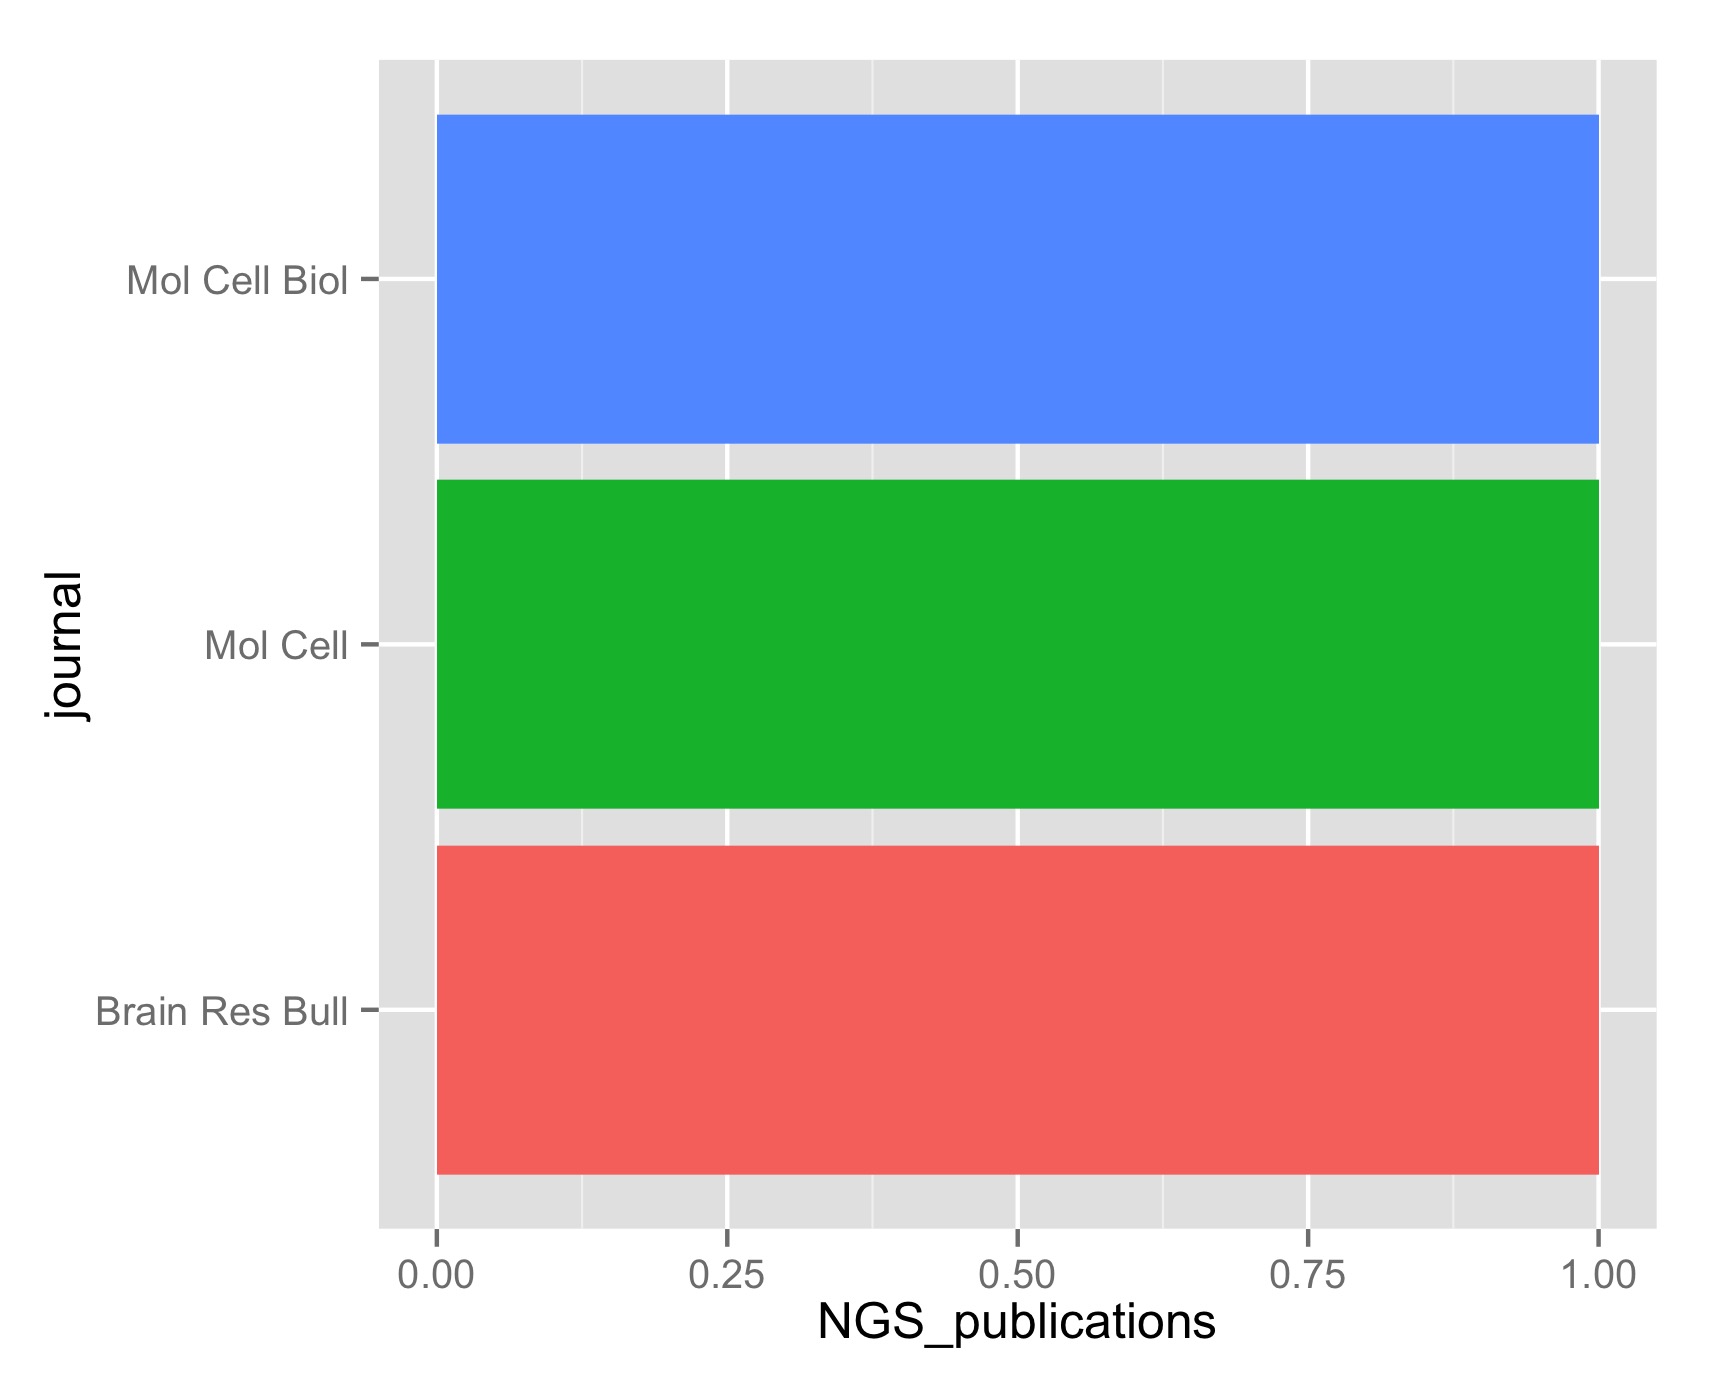 journal
Mol Cell Biol
Mol Cell
Brain Res Bull
0.00 0.25 0.50 0.75 1.00
NGS_publications